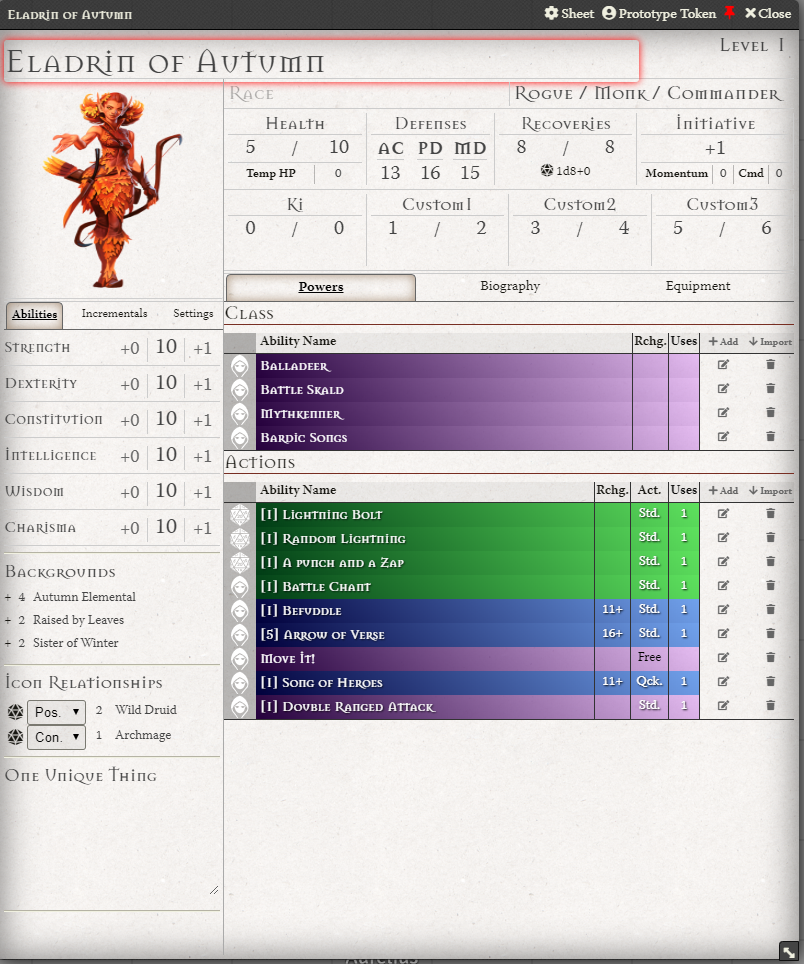 Eladrin of Autumn Sheet Prototype Token Close
Eladrin of Autumn
Level 1
Race Rogue / Monk / Commander
Health Defenses Recoveries Initiative
5 / 10 AC PD MD 8 / 8 +1
Temp HP 0 13 16 15 1d8+0 Momentum 0 Cmd 0
Ki Custom1 Custom2 Custom3
0 / 0 1 / 2 3 / 4 5 / 6
Powers Biography Equipment
Abilities Incrementals Settings
Strength +0 10 +1
Dexterity +0 10 +1
Constitution +0 10 +1
Intelligence +0 10 +1
Wisdom +0 10 +1
Charisma +0 10 +1
Backgrounds
+ 4 Autumn Elemental
+ 2 Raised by Leaves
+ 2 Sister of Winter
Icon Relationships
Pos. 2 Wild Druid
Con. 1 Archmage
One Unique Thing
Class
Ability Name Rchg. Uses + Add Import
Balladeer
Battle Skald
Mythkenner
Bardic Songs
Actions
Ability Name Rchg. Act. Uses + Add Import
[1] Lightning Bolt Std. 1
[1] Random Lightning Std. 1
[1] A punch and a Zap Std. 1
[1] Battle Chant Std. 1
[1] Befuddle 11+ Std. 1
[5] Arrow of Verse 16+ Std. 1
Move It! Free
[1] Song of Heroes 11+ Qck. 1
[1] Double Ranged Attack Std. 1